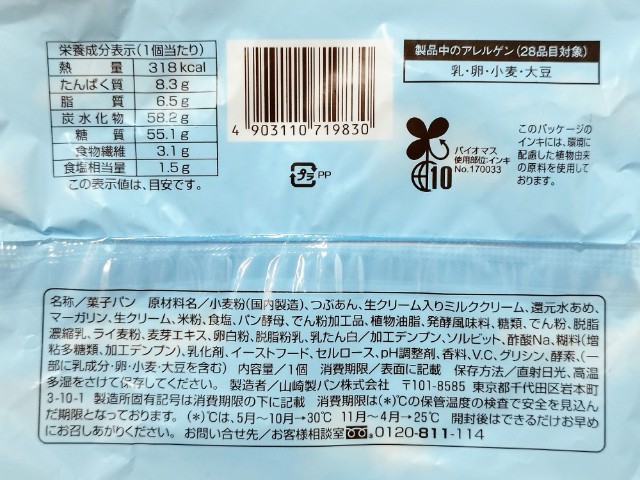 栄養成分表示(1個当たり)
熱量 318kcal
たんぱく質 8.3g
脂質 6.5g
炭水化物 58.2g
糖質 55.1g
食物繊維 3.1g
食塩相当量 1.5g
この表示値は、目安です。
4 903110 719830
プラ PP
製品中のアレルゲン(28品目対象)
乳・卵・小麦・大豆
10
バイオマス
使用部位:インキ
No.170033
このパッケージの
インキには、環境に
配慮した植物由来
の原料を使用して
おります。
名称/菓子パン 原材料名/小麦粉(国内製造)、つぶあん、生クリーム入りミルククリーム、還元水あめ、
マーガリン、生クリーム、米粉、食塩、パン酵母、でん粉加工品、植物油脂、発酵風味料、糖類、でん粉、脱脂
濃縮乳、ライ麦粉、麦芽エキス、卵白粉、脱脂粉乳、乳たん白/加工デンプン、ソルビット、酢酸Na、糊料(増
粘多糖類、加工デンプン)、乳化剤、イーストフード、セルロース、pH調整剤、香料、V.C、グリシン、酵素、(一
部に乳成分・卵・小麦・大豆を含む) 内容量/1個 消費期限/表面に記載 保存方法/直射日光、高温
多湿をさけて保存してください。 製造者/山崎製パン株式会社 〒101-8585 東京都千代田区岩本町
3-10-1 製造所固有記号は消費期限の下に記載 消費期限は(*)℃の保管温度の検査で安全を見込ん
だ期限となっております。(*)℃は、5月~10月→30℃ 11月~4月→25℃ 開封後はできるだけお早め
にお召しあがりください。 お問い合せ先/お客様相談室 0120-811-114